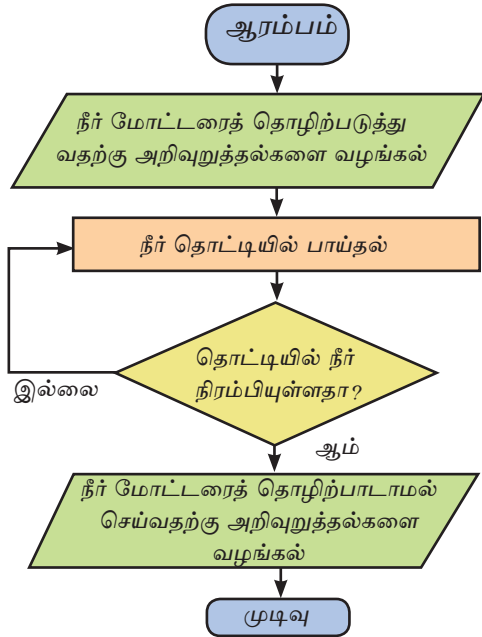 ஆரம்பம்
நீர் மோட்டரைத் தொழிற்படுத்து
வதற்கு அறிவுறுத்தல்களை வழங்கல்
நீர் தொட்டியில் பாய்தல்
தொட்டியில் நீர்
நிரம்பியுள்ளதா?
இல்லை
ஆம்
நீர் மோட்டரைத் தொழிற்பாடாமல்
செய்வதற்கு அறிவுறுத்தல்களை
வழங்கல்
முடிவு